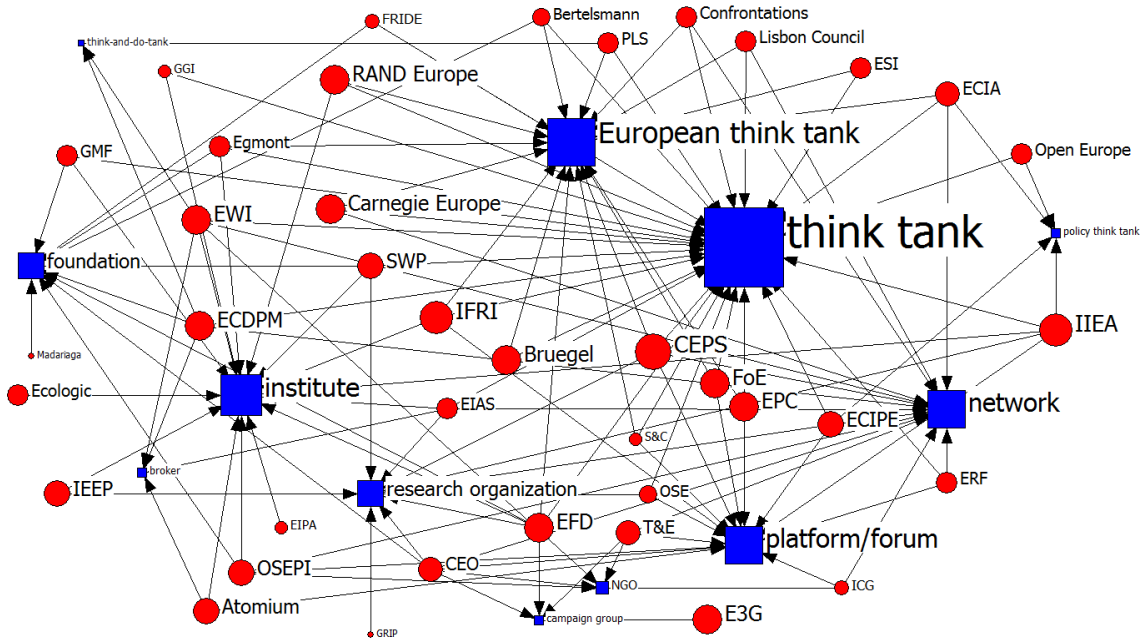 FRIDE
Bertelsmann
Confrontations
think-and-do-tank
PLS
Lisbon Council
GGI
RAND Europe
ESI
ECIA
European think tank
GMF
Egmont
Open Europe
Carnegie Europe
EWI
think tank
policy think tank
foundation
SWP
ECDPM
IFRI
IIEA
Madariaga
Bruegel
CEPS
Ecologic
institute
FoE
EIAS
EPC
network
ECIPE
S&C
broker
IEEP
research organization
OSE
ERF
EIPA
EFD
T&E
platform/forum
OSEPI
CEO
NGO
ICG
Atomium
campaign group
E3G
GRIP